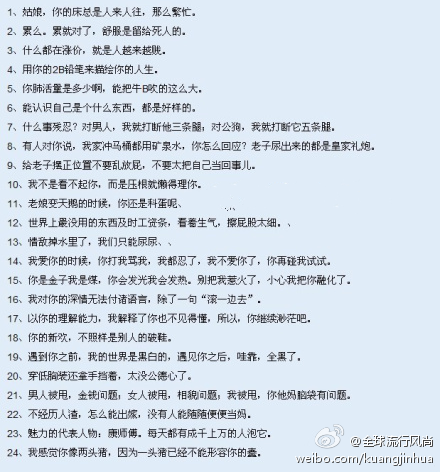 1、姑娘，你的床总是人来人往，那么繁忙。
2、累么。累就对了，舒服是留给死人的。
3、什么都在涨价，就是人越来越贱。
4、用你的2B铅笔来描绘你的人生。
5、你肺活量是多少啊，能把牛B吹的这么大。
6、能认识自己是个什么东西，都是好样的。
7、什么事残忍？对男人，我就打断他三条腿；对公狗，我就打断它五条腿。
8、有人对你说，我家冲马桶都用矿泉水，你怎么回应？老子尿出来的都是皇家礼炮。
9、给老子摆正位置不要乱放屁，不要太把自己当回事儿。
10、我不是看不起你，而是压根就懒得理你。
11、老娘变天鹅的时候，你还是科蛋呢、
12、世界上最没用的东西及时工资条，看着生气，擦屁股太细。、
13、情敌掉水里了，我们只能尿尿、、
14、我爱你的时候，你打我骂我，我都忍了，我不爱你了，你再碰我试试。
15、你是金子我是煤，你会发光我会发热。别把我惹火了，小心我把你融化了。
16、我对你的深情无法付诸语言，除了一句“滚一边去”。
17、以你的理解能力，我解释了你也不见得懂，所以，你继续渺茫吧。
18、你的新欢，不照样是别人的破鞋。
19、遇到你之前，我的世界是黑白的，遇见你之后，哇靠，全黑了。
20、穿低胸装还拿手挡着，太没公德心了。
21、男人被甩，金钱问题；女人被甩，相貌问题；我被甩，你他妈脑袋有问题。
22、不经历人渣，怎么能出嫁，没有人能随随便便当妈。
23、魅力的代表人物：康师傅。每天都有成千上万的人泡它。
24、我感觉你像两头猪，因为一头猪已经不能形容你的蠢。
@全球流行风尚
weibo.com/kuangjinhua